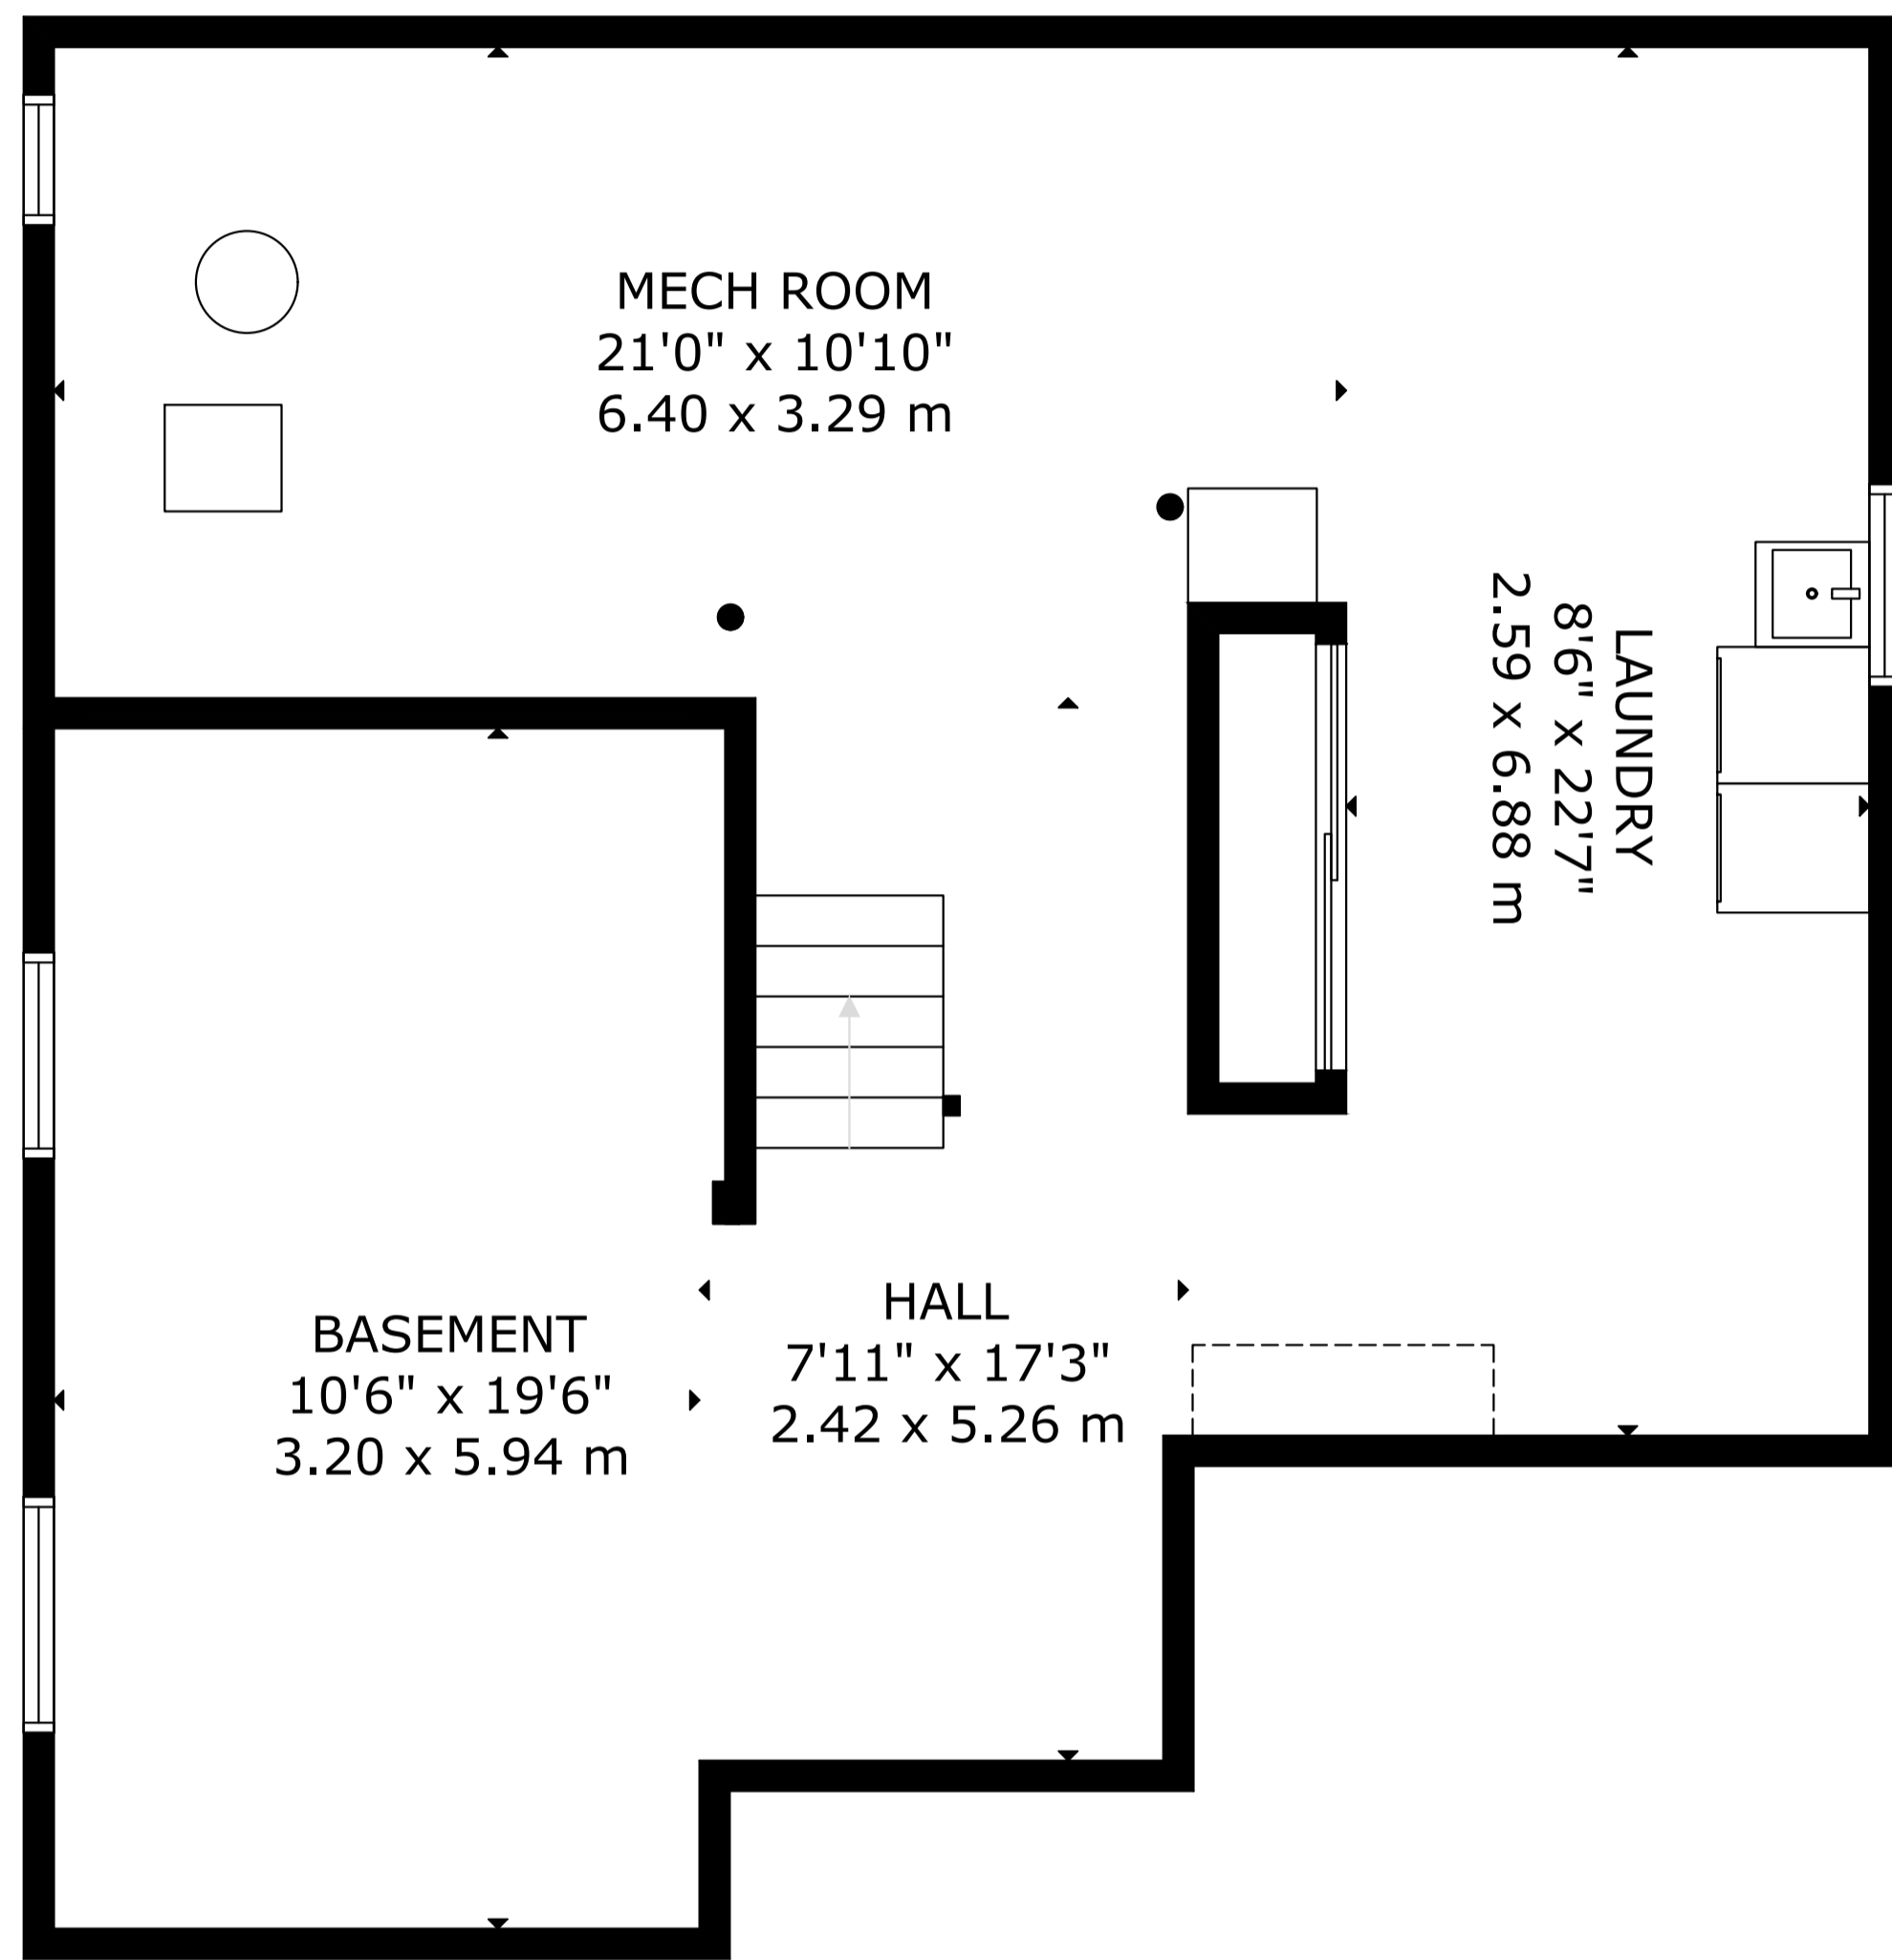 MECH ROOM
21'0" x 10'10"
6.40 x 3.29 m
LAUNDRY
8'6" x 22'7"
2.59 x 6.88 m
HALL
7'11" x 17'3"
2.42 x 5.26 m
BASEMENT
10'6" x 19'6"
3.20 x 5.94 m